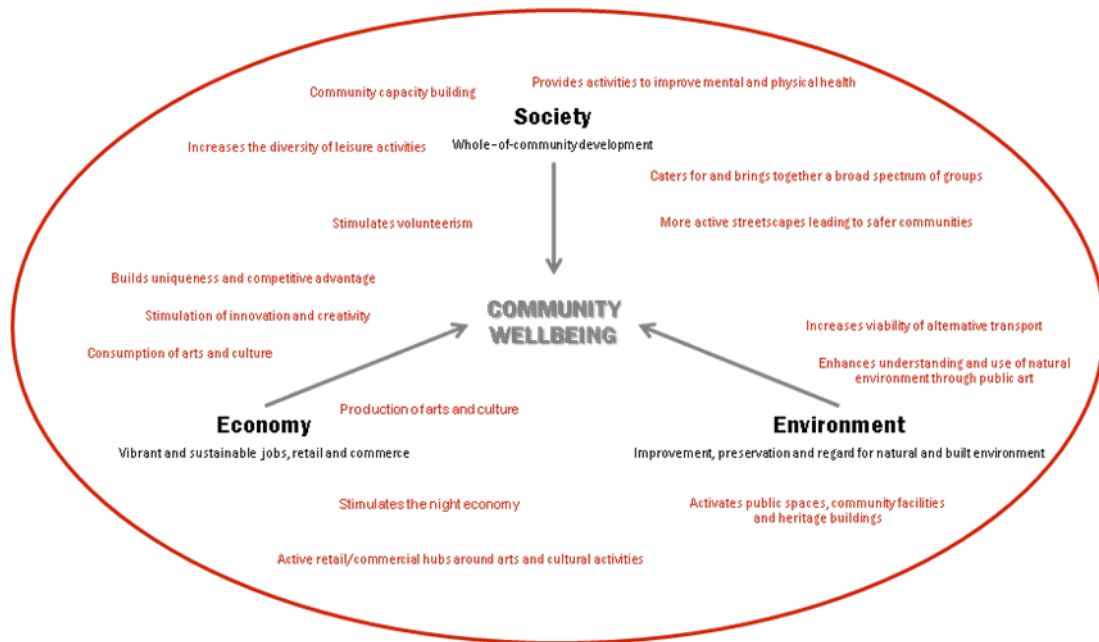 Provides activities to improve mental and physical health
Community capacity building
Society
Increases the diversity of leisure activities
Whole-of-community development
Caters for and brings together a broad spectrum of groups
Stimulates volunteerism
More active streetscapes leading to safer communities
Builds uniqueness and competitive advantage
COMMUNITY
WELLBEING
Stimulation of innovation and creativity
Increases viability of alternative transport
Consumption of arts and culture
Enhances understanding and use of natural
environment through public art
Production of arts and culture
Economy
Environment
Vibrant and sustainable jobs, retail and commerce
Improvement, preservation and regard for natural and built environment
Stimulates the night economy
Activates public spaces, community facilities
and heritage buildings
Active retail/commercial hubs around arts and cultural activities